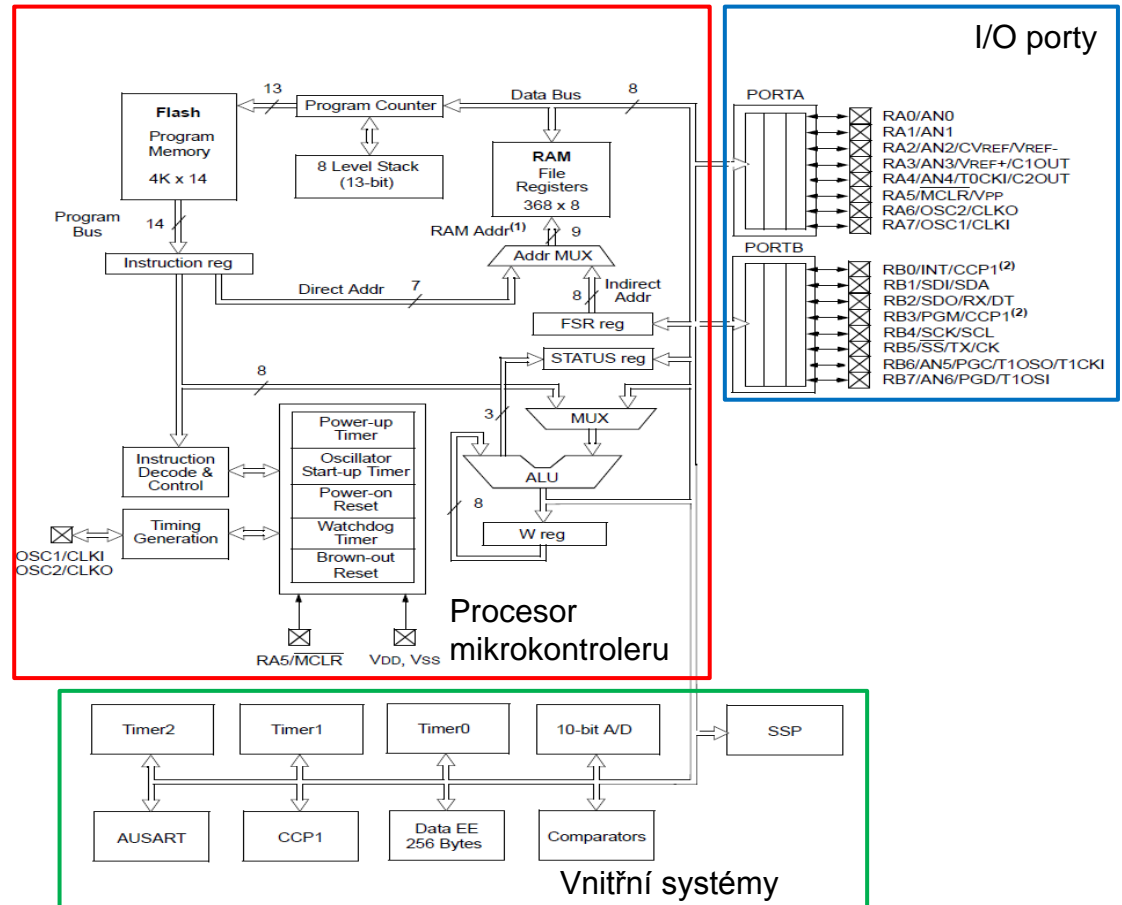 I/O porty
13
Program Counter
Data Bus
8
Flash
Program
Memory
4K x 14
8 Level Stack
(13-bit)
RAM
File
Registers
368 x 8
Program
Bus
14
RAM Addr(1)
9
Addr MUX
Instruction reg
Direct Addr
7
8
Indirect
Addr
FSR reg
STATUS reg
8
3
MUX
Power-up
Timer
Instruction
Decode &
Control
Oscillator
Start-up Timer
ALU
Power-on
Reset
8
Timing
Generation
Watchdog
Timer
W reg
Brown-out
Reset
OSC1/CLKI
OSC2/CLKO
RA5/MCLR
VDD, VSS
Procesor
mikrokontroleru
PORTA
RA0/AN0
RA1/AN1
RA2/AN2/CVREF/VREF-
RA3/AN3/VREF+/C1OUT
RA4/AN4/T0CKI/C2OUT
RA5/MCLR/VPP
RA6/OSC2/CLKO
RA7/OSC1/CLKI
PORTB
RB0/INT/CCP1(2)
RB1/SDI/SDA
RB2/SDO/RX/DT
RB3/PGM/CCP1(2)
RB4/SCK/SCL
RB5/SS/TX/CK
RB6/AN5/PGC/T1OSO/T1CKI
RB7/AN6/PGD/T1OSI
Timer2
Timer1
Timer0
10-bit A/D
SSP
AUSART
CCP1
Data EE
256 Bytes
Comparators
Vnitřní systémy